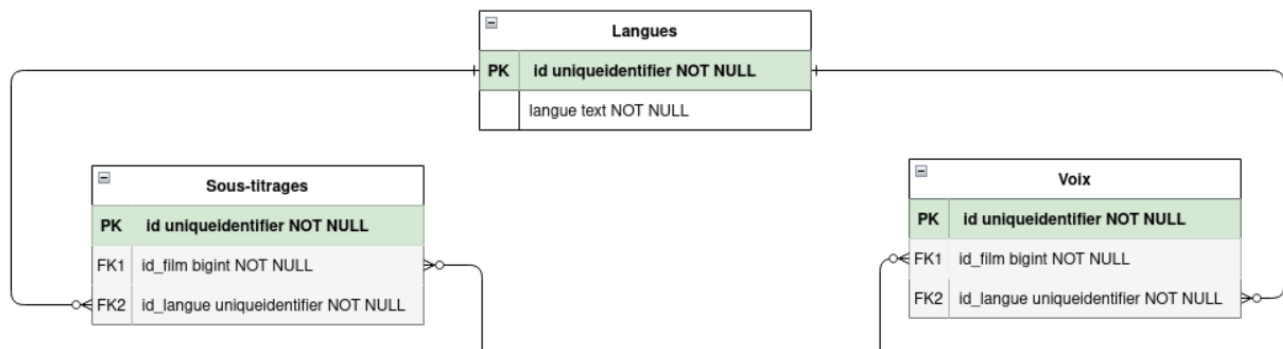 Langues
PK id uniqueidentifier NOT NULL
langue text NOT NULL
Sous-titrages
PK id uniqueidentifier NOT NULL
FK1 id_film bigint NOT NULL
FK2 id_langue uniqueidentifier NOT NULL
Voix
PK id uniqueidentifier NOT NULL
FK1 id_film bigint NOT NULL
FK2 id_langue uniqueidentifier NOT NULL